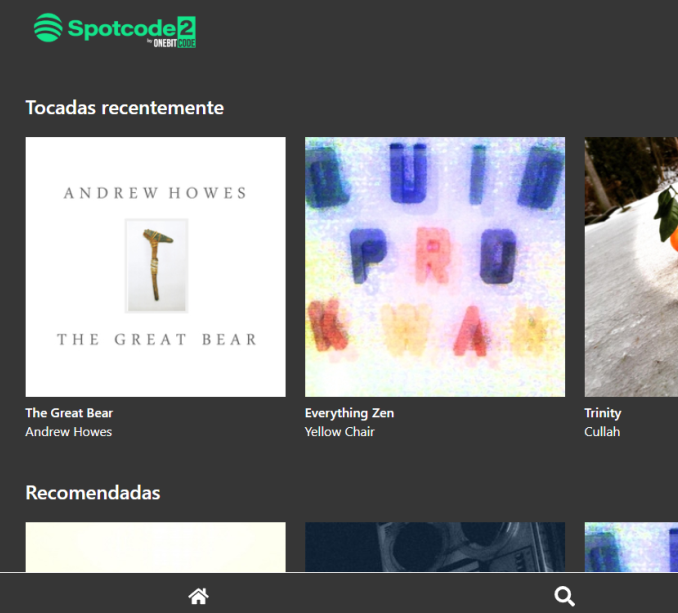 Spotcode2
by ONEBITCODE
Tocadas recentemente
ANDREW HOWES
THE GREAT BEAR
QUID
PRO
KWAK
The Great Bear
Andrew Howes
Everything Zen
Yellow Chair
Trinity
Cullah
Recomendadas